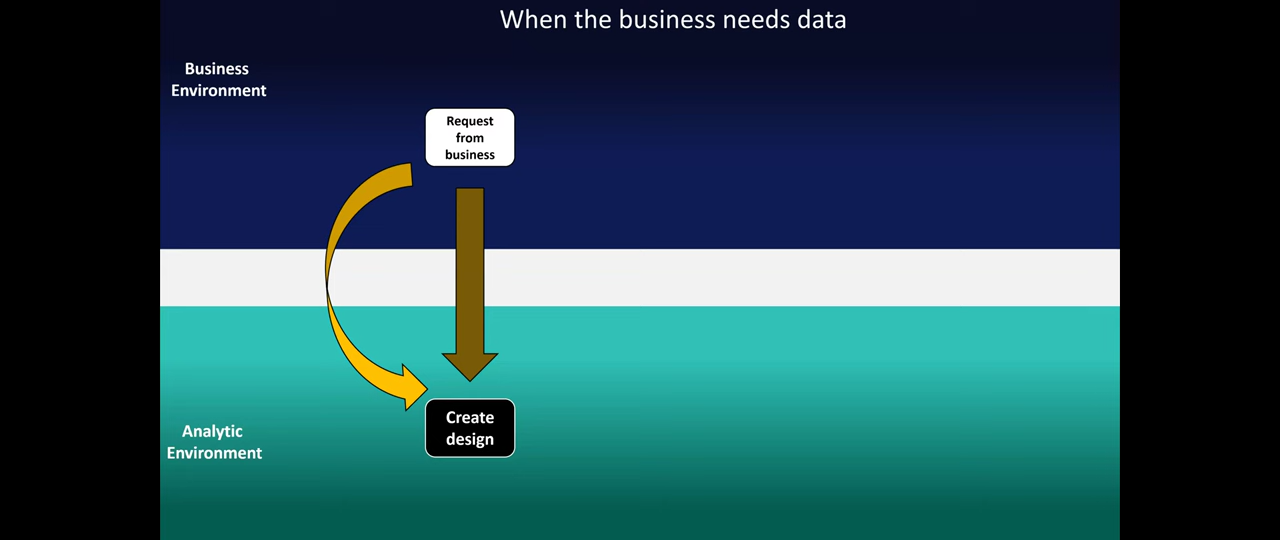 When the business needs data
Business
Environment
Request
from
business
Create
design
Analytic
Environment